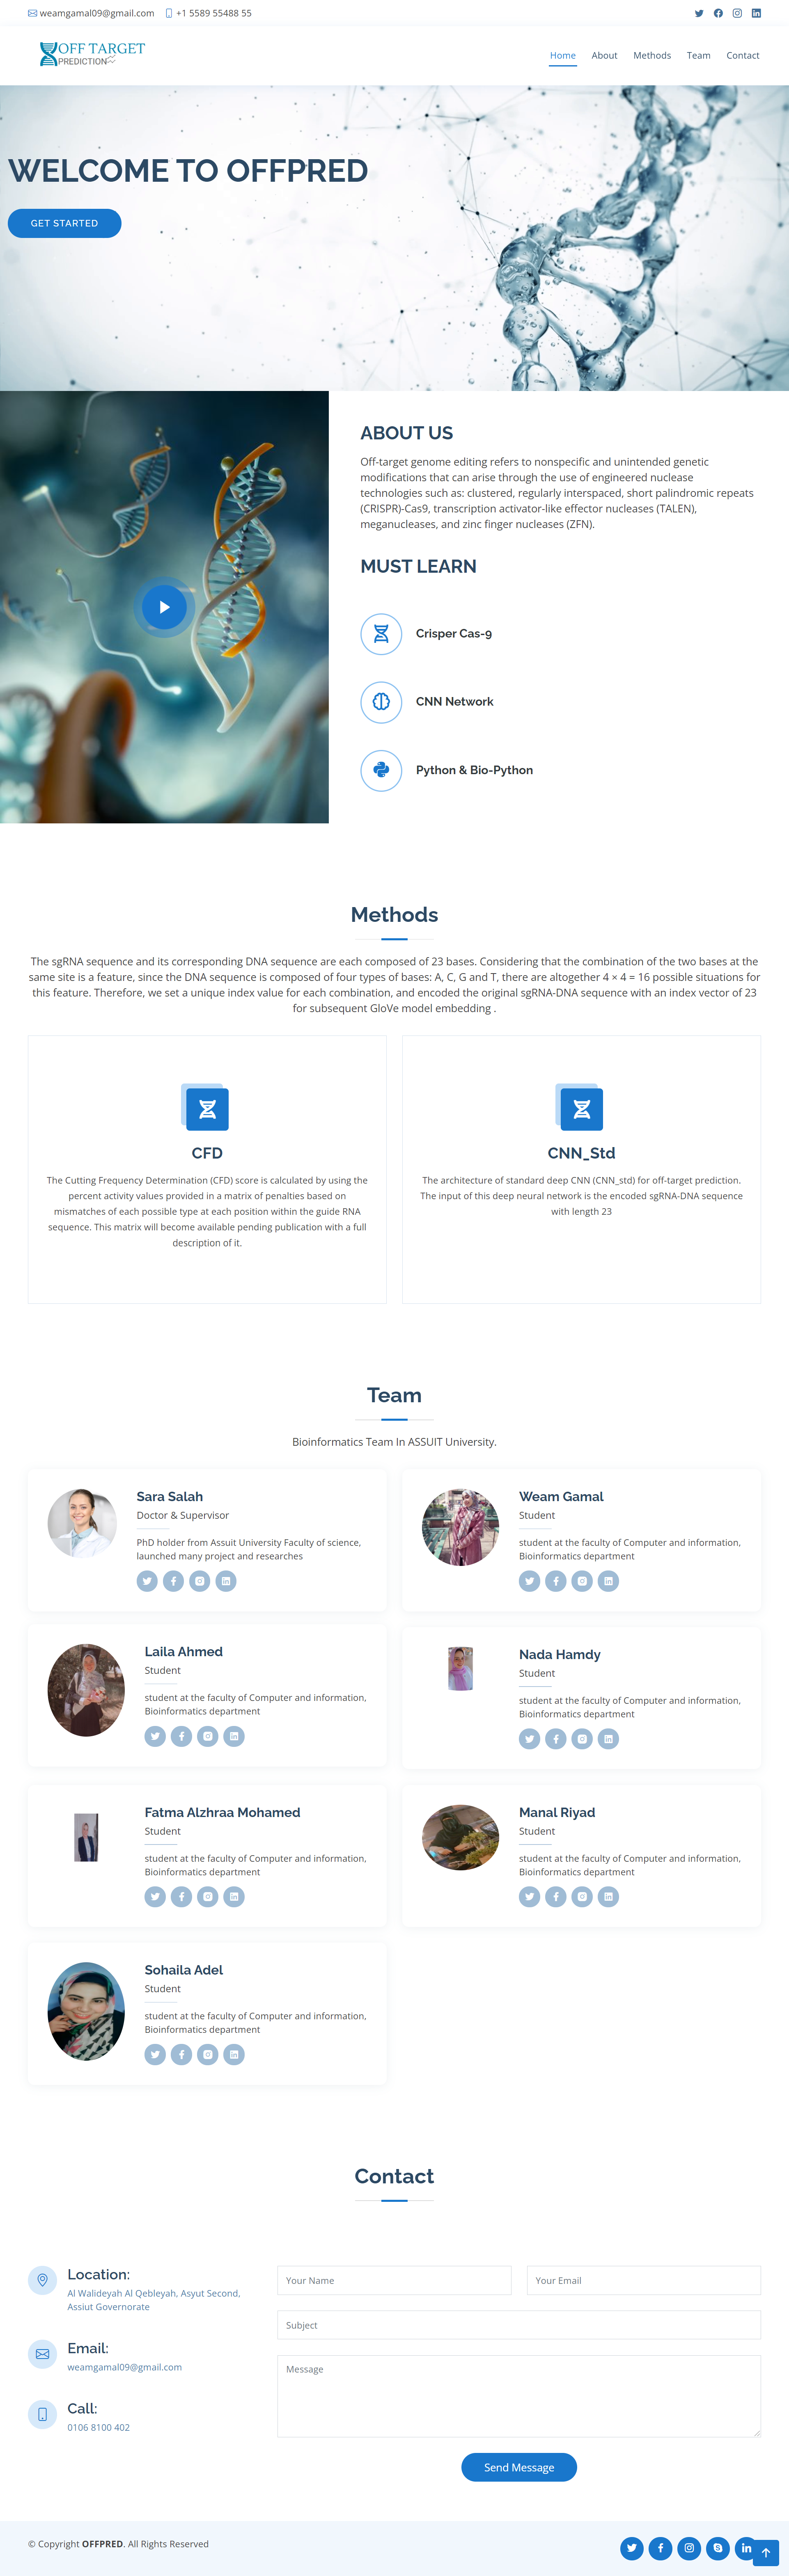 weamgamal09@gmail.com +1 5589 55488 55
OFF TARGET
PREDICTION
Home About Methods Team Contact
WELCOME TO OFFPRED
GET STARTED
ABOUT US
Off-target genome editing refers to nonspecific and unintended genetic
modifications that can arise through the use of engineered nuclease
technologies such as: clustered, regularly interspaced, short palindromic repeats
(CRISPR)-Cas9, transcription activator-like effector nucleases (TALEN),
meganucleases, and zinc finger nucleases (ZFN).
MUST LEARN
Crisper Cas-9
CNN Network
Python & Bio-Python
Methods
The sgRNA sequence and its corresponding DNA sequence are each composed of 23 bases. Considering that the combination of the two bases at the
same site is a feature, since the DNA sequence is composed of four types of bases: A, C, G and T, there are altogether 4 × 4 = 16 possible situations for
this feature. Therefore, we set a unique index value for each combination, and encoded the original sgRNA-DNA sequence with an index vector of 23
for subsequent GloVe model embedding .
CFD
The Cutting Frequency Determination (CFD) score is calculated by using the
percent activity values provided in a matrix of penalties based on
mismatches of each possible type at each position within the guide RNA
sequence. This matrix will become available pending publication with a full
description of it.
CNN_Std
The architecture of standard deep CNN (CNN_std) for off-target prediction.
The input of this deep neural network is the encoded sgRNA-DNA sequence
with length 23
Team
Bioinformatics Team In ASSUIT University.
Sara Salah
Doctor & Supervisor
PhD holder from Assuit University Faculty of science,
launched many project and researches
Weam Gamal
Student
student at the faculty of Computer and information,
Bioinformatics department
Laila Ahmed
Student
student at the faculty of Computer and information,
Bioinformatics department
Nada Hamdy
Student
student at the faculty of Computer and information,
Bioinformatics department
Fatma Alzhraa Mohamed
Student
student at the faculty of Computer and information,
Bioinformatics department
Manal Riyad
Student
student at the faculty of Computer and information,
Bioinformatics department
Sohaila Adel
Student
student at the faculty of Computer and information,
Bioinformatics department
Contact
Location:
Al Walideyah Al Qebleyah, Asyut Second,
Assiut Governorate
Email:
weamgamal09@gmail.com
Call:
0106 8100 402
Your Name
Your Email
Subject
Message
Send Message
© Copyright OFFPRED. All Rights Reserved